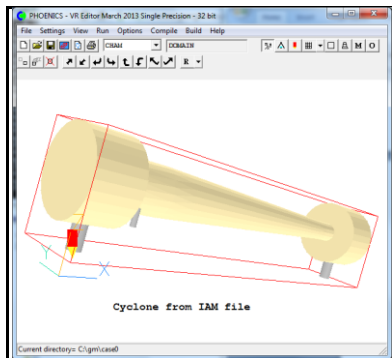 PHOENICS - VR Editor March 2013 Single Precision - 32 bit
File Settings View Run Options Compile Build Help
CHAM DOMAIN M O
R
Y X
Cyclone from IAM file
Current directory= C:\gm\case0